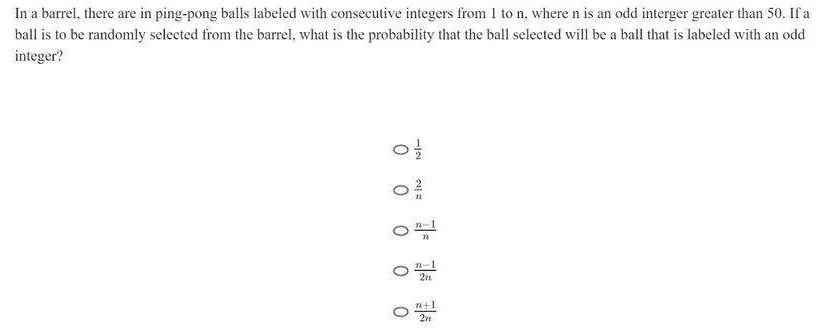 In a barrel, there are in ping-pong balls labeled with consecutive integers from 1 to n, where n is an odd interger greater than 50. If a
ball is to be randomly selected from the barrel, what is the probability that the ball selected will be a ball that is labeled with an odd
integer?
1/2
2/n
n−1/n
n−1/2n
n+1/2n